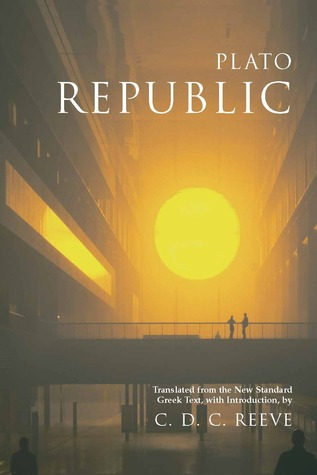 PLATO
REPUBLIC
Translated from the New Standard
Greek Text, with Introduction, by
C. D. C. REEVE